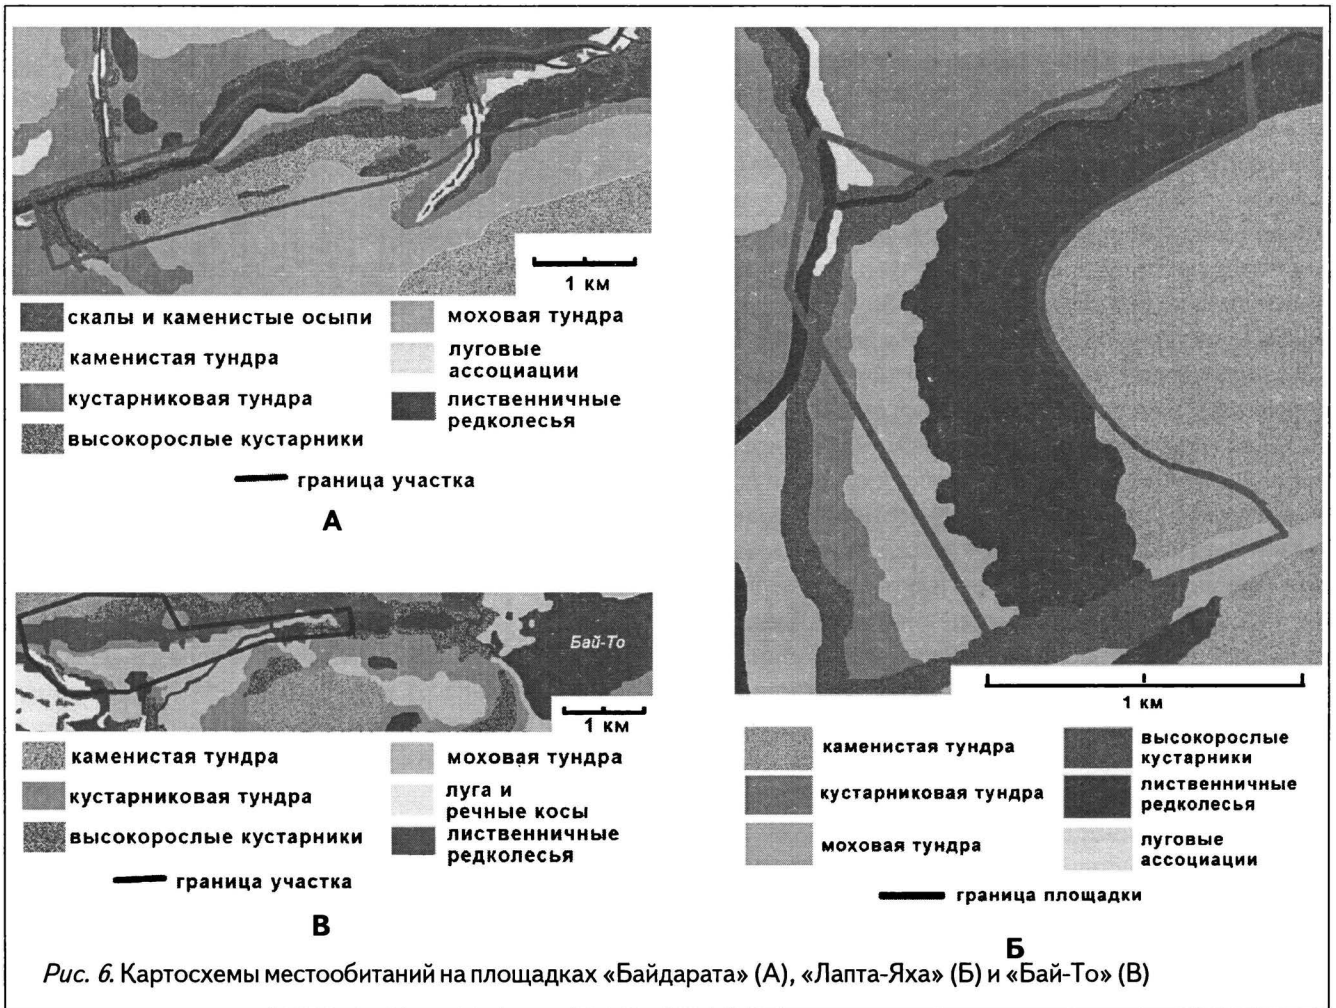 1 км
скалы и каменистые осыпи
каменистая тундра
кустарниковая тундра
высокорослые кустарники
моховая тундра
луговые
ассоциации
лиственничные
редколесья
граница участка
А
Бай-То
1 км
каменистая тундра
кустарниковая тундра
высокорослые кустарники
моховая тундра
луга и
речные косы
лиственничные
редколесья
граница участка
В
1 км
каменистая тундра
кустарниковая тундра
моховая тундра
высокорослые
кустарники
лиственничные
редколесья
луговые
ассоциации
граница площадки
Б
Рис. 6. Картосхемы местообитаний на площадках «Байдарата» (А), «Лапта-Яха» (Б) и «Бай-То» (В)